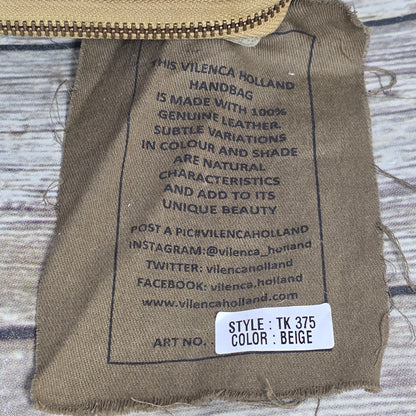 THIS VILENCA HOLLAND
HANDBAG
IS MADE WITH 100%
GENUINE LEATHER.
SUBTLE VARIATIONS
IN COLOUR AND SHADE
ARE NATURAL
CHARACTERISTICS
AND ADD TO ITS
UNIQUE BEAUTY
POST A PIC#VILENCAHOLLAND
INSTAGRAM:@vilenca_holland
TWITTER: vilencaholland
FACEBOOK: vilenca.holland
www.vilencaholland.com
ART NO.
STYLE : TK 375
COLOR : BEIGE